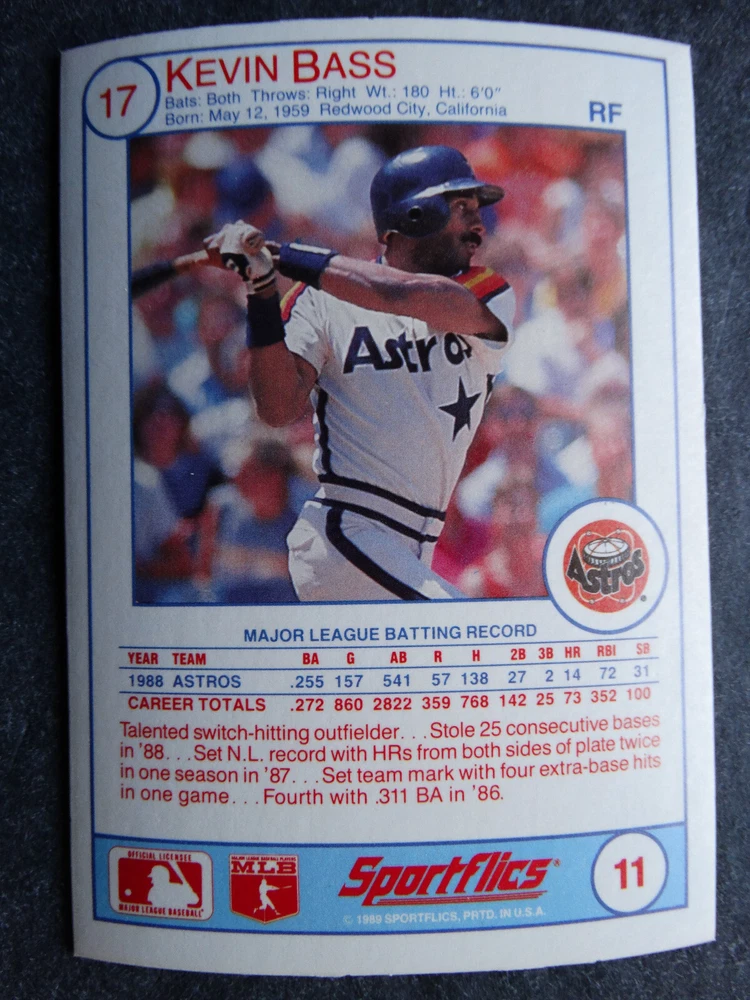 17
KEVIN BASS
Bats: Both Throws: Right Wt.: 180 Ht.: 6'0"
Born: May 12, 1959 Redwood City, California
RF
Astros
Astros
MAJOR LEAGUE BATTING RECORD
YEAR TEAM BA G AB R H 2B 3B HR RBI SB
1988 ASTROS .255 157 541 57 138 27 2 14 72 31
CAREER TOTALS .272 860 2822 359 768 142 25 73 352 100
Talented switch-hitting outfielder...Stole 25 consecutive bases
in '88...Set N.L. record with HRs from both sides of plate twice
in one season in '87...Set team mark with four extra-base hits
in one game...Fourth with .311 BA in '86.
OFFICIAL LICENSEE
MAJOR LEAGUE BASEBALL
MAJOR LEAGUE BASEBALL PLAYERS
MLB
Sportflics®
© 1989 SPORTFLICS, PRTD. IN U.S.A.
11